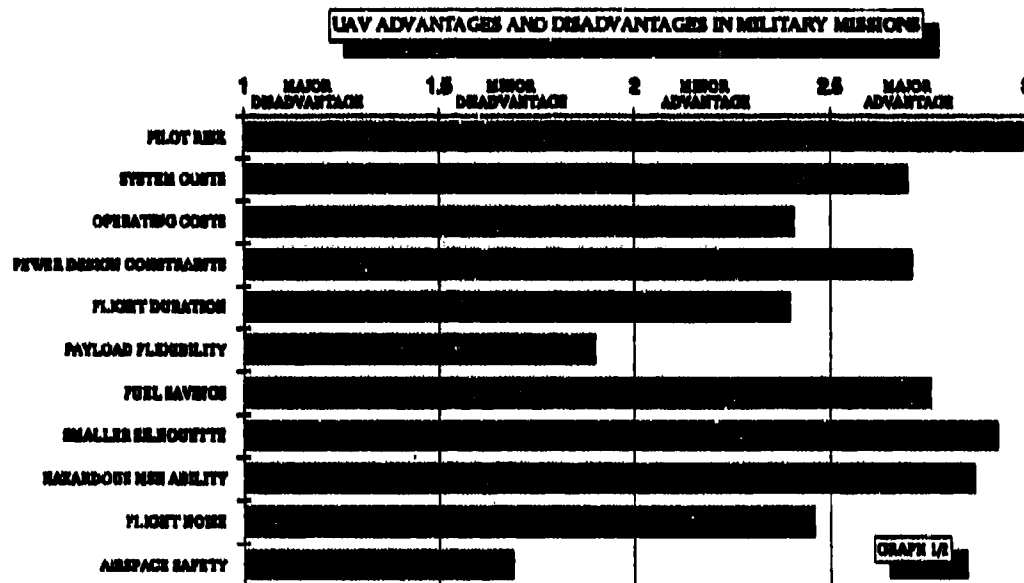 UAV ADVANTAGES AND DISADVANTAGES IN MILITARY MISSIONS
1 MAJOR DISADVANTAGE 1.5 MINOR DISADVANTAGE 2 MINOR ADVANTAGE 2.5 MAJOR ADVANTAGE 3
PILOT RISK
SYSTEM COSTS
OPERATING COSTS
FEWER DESIGN CONSTRAINTS
FLIGHT DURATION
PAYLOAD FLEXIBILITY
FUEL SAVINGS
SMALLER SILHOUETTE
HAZARDOUS MSN ABILITY
FLIGHT NOISE
AIRSPACE SAFETY
GRAPH 1/2